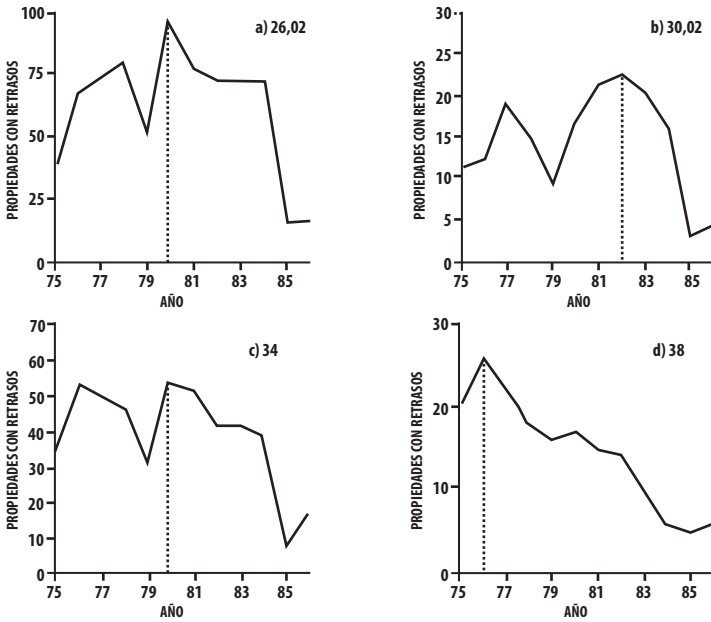 a) 26,02
PROPIEDADES CON RETRASOS
100
75
50
25
0
75 77 79 81 83 85
AÑO
b) 30,02
PROPIEDADES CON RETRASOS
30
25
20
15
10
5
0
75 77 79 81 83 85
AÑO
c) 34
PROPIEDADES CON RETRASOS
70
60
50
40
30
20
10
0
75 77 79 81 83 85
AÑO
d) 38
PROPIEDADES CON RETRASOS
30
20
10
0
75 77 79 81 83 85
AÑO